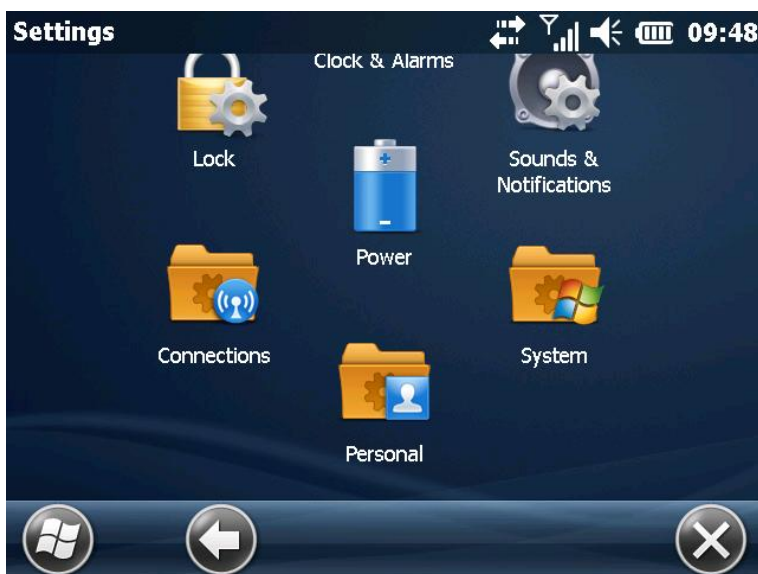 Settings
09:48
Clock & Alarms
Lock
Sounds &
Notifications
Power
Connections
System
Personal